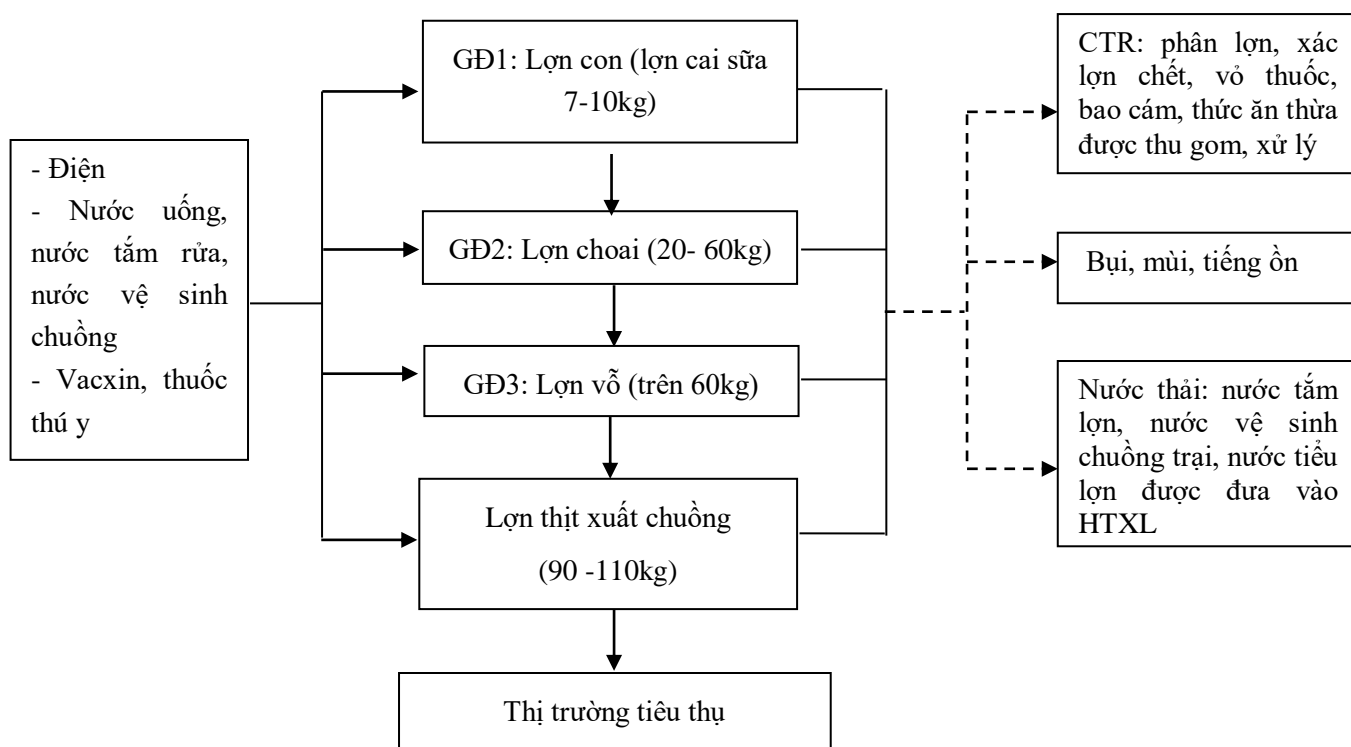 - Điện
- Nước uống,
nước tắm rửa,
nước vệ sinh
chuồng
- Vacxin, thuốc
thú y
GĐ1: Lợn con (lợn cai sữa
7-10kg)
GĐ2: Lợn choai (20- 60kg)
GĐ3: Lợn vỗ (trên 60kg)
Lợn thịt xuất chuồng
(90 -110kg)
Thị trường tiêu thụ
CTR: phân lợn, xác
lợn chết, vỏ thuốc,
bao cám, thức ăn thừa
được thu gom, xử lý
Bụi, mùi, tiếng ồn
Nước thải: nước tắm
lợn, nước vệ sinh
chuồng trại, nước tiểu
lợn được đưa vào
HTXL